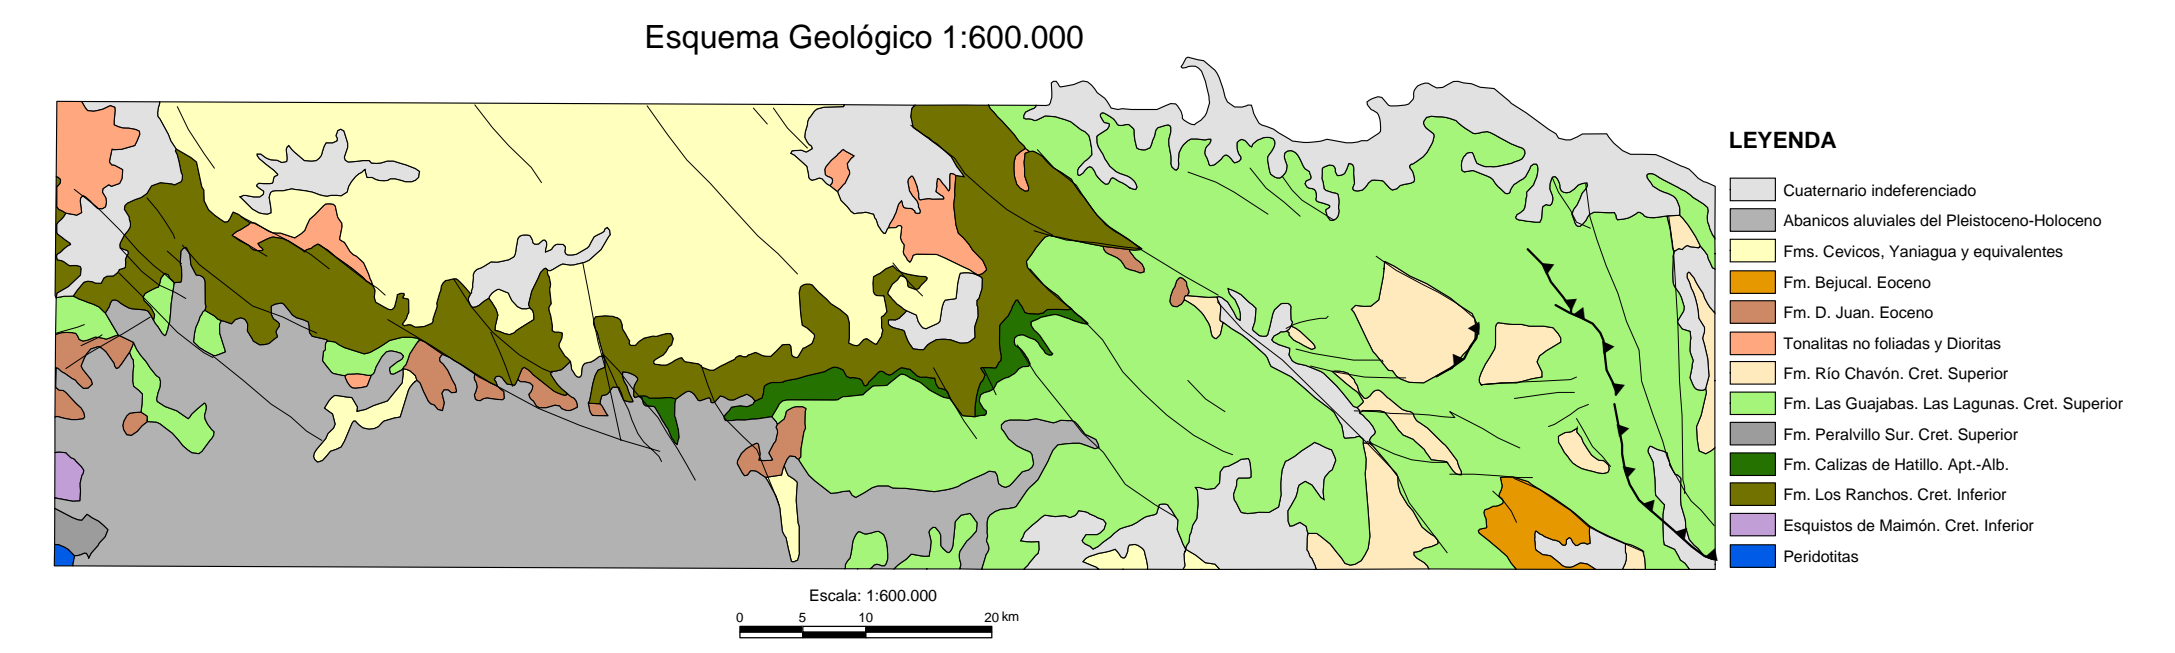 Esquema Geológico 1:600.000
LEYENDA
Cuaternario indeferenciado
Abanicos aluviales del Pleistoceno-Holoceno
Fms. Cevicos, Yaniagua y equivalentes
Fm. Bejucal. Eoceno
Fm. D. Juan. Eoceno
Tonalitas no foliadas y Dioritas
Fm. Río Chavón. Cret. Superior
Fm. Las Guajabas. Las Lagunas. Cret. Superior
Fm. Peralvillo Sur. Cret. Superior
Fm. Calizas de Hatillo. Apt.-Alb.
Fm. Los Ranchos. Cret. Inferior
Esquistos de Maimón. Cret. Inferior
Peridotitas
Escala: 1:600.000
0 5 10 20 km